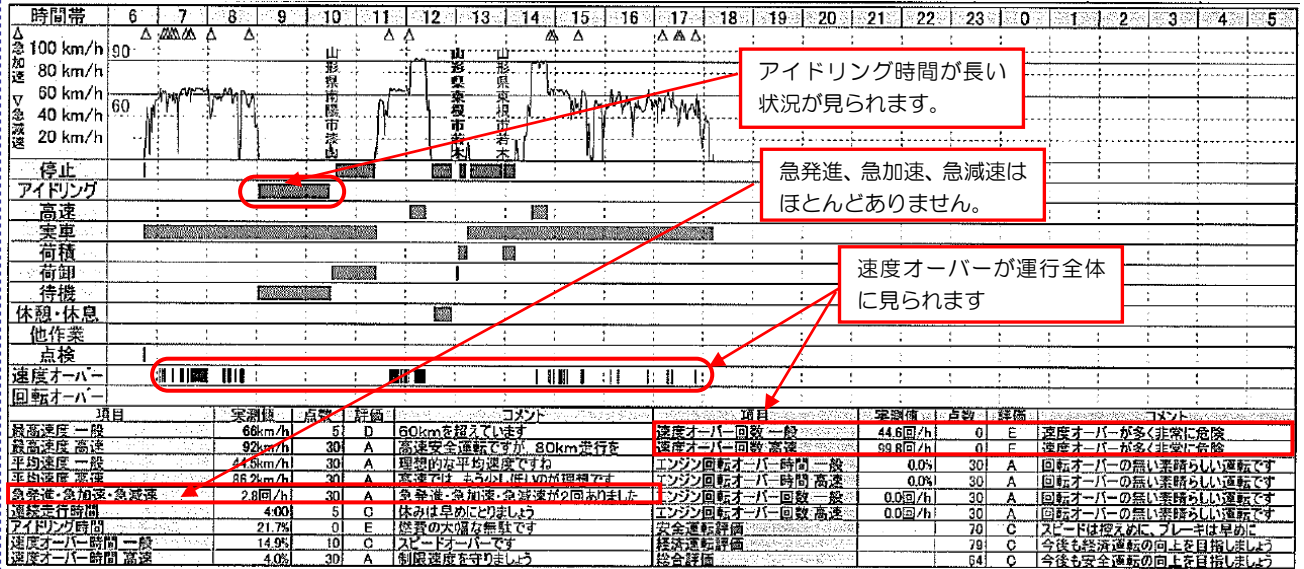 時間帯 6 7 8 9 10 11 12 13 14 15 16 17 18 19 20 21 22 23 0 1 2 3 4 5
△急加速 ▽急減速
100 km/h 90
80 km/h
60 km/h 60
40 km/h
20 km/h
山形県南陽市漆山
山形県東根市若木
山形県東根市若木
アイドリング時間が長い
状況が見られます。
急発進、急加速、急減速は
ほとんどありません。
速度オーバーが運行全体
に見られます
停止
アイドリング
高速
実車
荷積
荷卸
待機
休憩・休息
他作業
点検
速度オーバー
回転オーバー
項目 実測値 点数 評価 コメント 項目 実測値 点数 評価 コメント
最高速度 一般 66km/h 5 D 60kmを超えています 速度オーバー回数 一般 44.6回/h 0 E 速度オーバーが多く非常に危険
最高速度 高速 92km/h 30 A 高速安全運転ですが、80km走行を 速度オーバー回数 高速 99.8回/h 0 E 速度オーバーが多く非常に危険
平均速度 一般 44.5km/h 30 A 理想的な平均速度ですね エンジン回転オーバー時間 一般 0.0% 30 A 回転オーバーの無い素晴らしい運転です
平均速度 高速 86.2km/h 30 A 高速では、もう少し低いのが理想です エンジン回転オーバー時間 高速 0.0% 30 A 回転オーバーの無い素晴らしい運転です
急発進・急加速・急減速 2.8回/h 30 A 急発進・急加速・急減速が2回ありました エンジン回転オーバー回数 一般 0.0回/h 30 A 回転オーバーの無い素晴らしい運転です
連続走行時間 4:00 5 C 休みは早めにとりましょう エンジン回転オーバー回数 高速 0.0回/h 30 A 回転オーバーの無い素晴らしい運転です
アイドリング時間 21.7% 0 E 燃費の大幅な無駄です 安全運転評価 70 C スピードは控えめに、ブレーキは早めに
速度オーバー時間 一般 14.9% 10 C スピードオーバーです 経済運転評価 79 C 今後も経済運転の向上を目指しましょう
速度オーバー時間 高速 4.0% 30 A 制限速度を守りましょう 総合評価 64 C 今後も安全運転の向上を目指しましょう